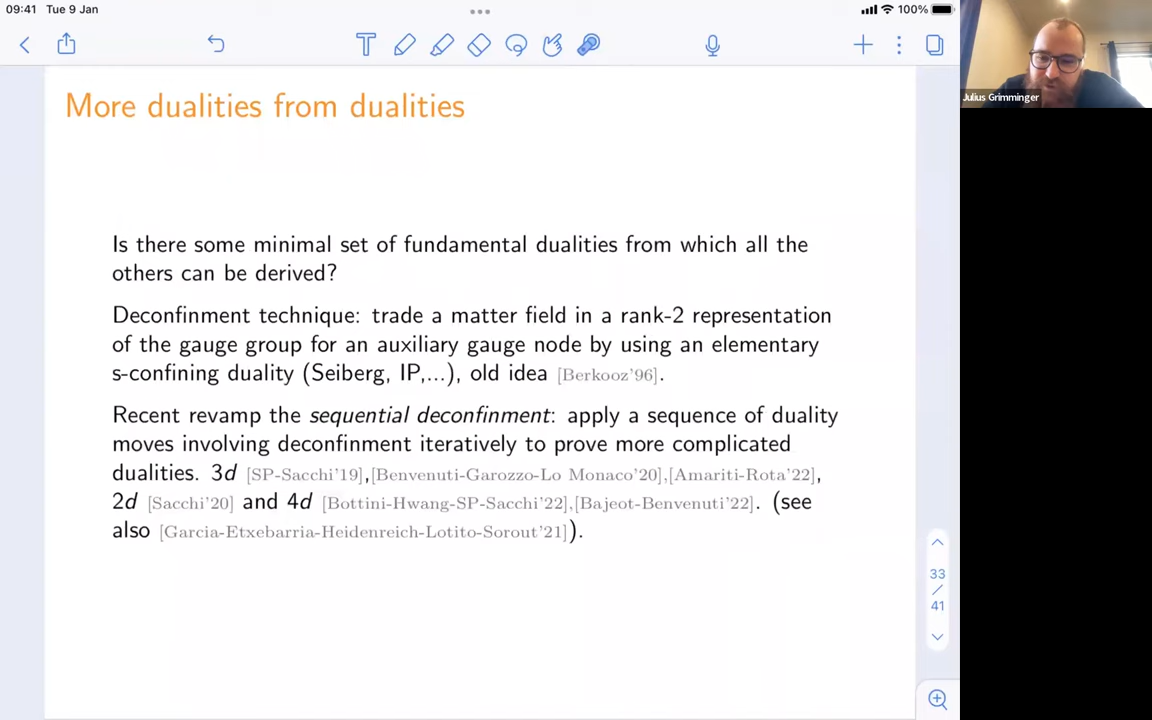 09:41 Tue 9 Jan
100%
Julius Grimminger
More dualities from dualities
Is there some minimal set of fundamental dualities from which all the
others can be derived?
Deconfinment technique: trade a matter field in a rank-2 representation
of the gauge group for an auxiliary gauge node by using an elementary
s-confining duality (Seiberg, IP,...), old idea [Berkooz'96].
Recent revamp the sequential deconfinment: apply a sequence of duality
moves involving deconfinment iteratively to prove more complicated
dualities. 3d [SP-Sacchi'19],[Benvenuti-Garozzo-Lo Monaco'20],[Amariti-Rota'22],
2d [Sacchi'20] and 4d [Bottini-Hwang-SP-Sacchi'22],[Bajeot-Benvenuti'22]. (see
also [Garcia-Etxebarria-Heidenreich-Lotito-Sorout'21]).
33
/
41